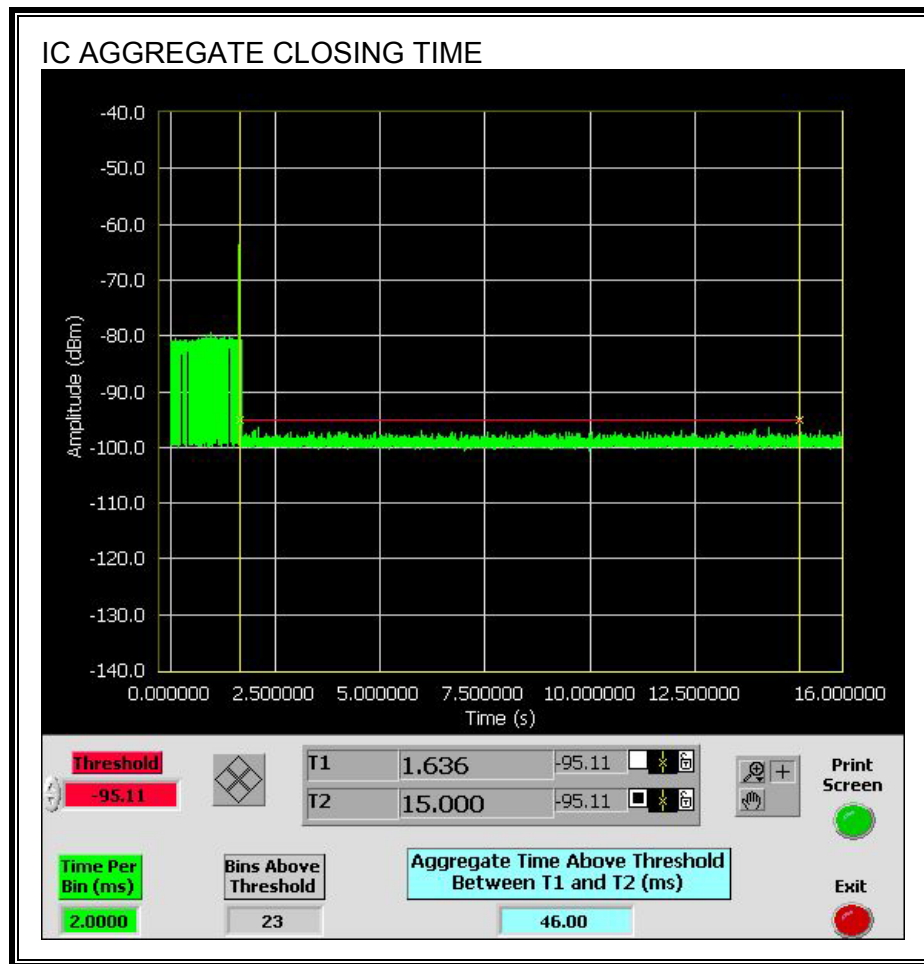 IC AGGREGATE CLOSING TIME
-40.0
-50.0
-60.0
-70.0
-80.0
-90.0
-100.0
-110.0
-120.0
-130.0
-140.0
Amplitude (dBm)
0.000000 2.500000 5.000000 7.500000 10.000000 12.500000 16.000000
Time (s)
Threshold
-95.11
T1 1.636 -95.11
T2 15.000 -95.11
Print
Screen
Time Per
Bin (ms)
2.0000
Bins Above
Threshold
23
Aggregate Time Above Threshold
Between T1 and T2 (ms)
46.00
Exit